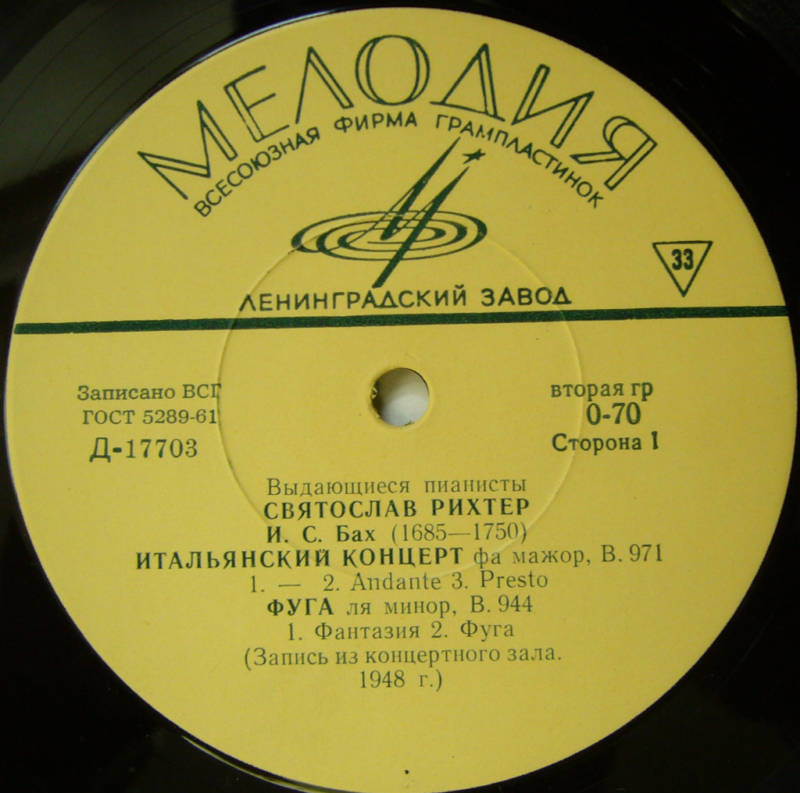 МЕЛОДИЯ
ВСЕСОЮЗНАЯ ФИРМА ГРАМПЛАСТИНОК
33
ЛЕНИНГРАДСКИЙ ЗАВОД
Записано ВСГ
ГОСТ 5289-61
Д-17703
вторая гр
0-70
Сторона 1
Выдающиеся пианисты
СВЯТОСЛАВ РИХТЕР
И. С. Бах (1685—1750)
ИТАЛЬЯНСКИЙ КОНЦЕРТ фа мажор, В. 971
1. — 2. Andante 3. Presto
ФУГА ля минор, В. 944
1. Фантазия 2. Фуга
(Запись из концертного зала.
1948 г.)